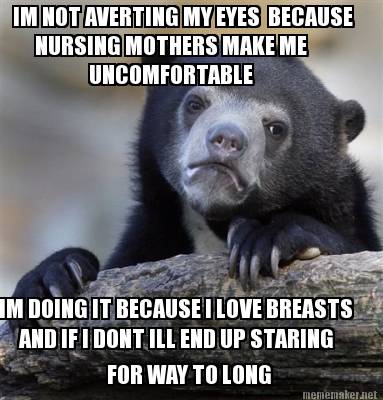 IM NOT AVERTING MY EYES BECAUSE
NURSING MOTHERS MAKE ME
UNCOMFORTABLE
IM DOING IT BECAUSE I LOVE BREASTS
AND IF I DONT ILL END UP STARING
FOR WAY TO LONG
mememaker.net